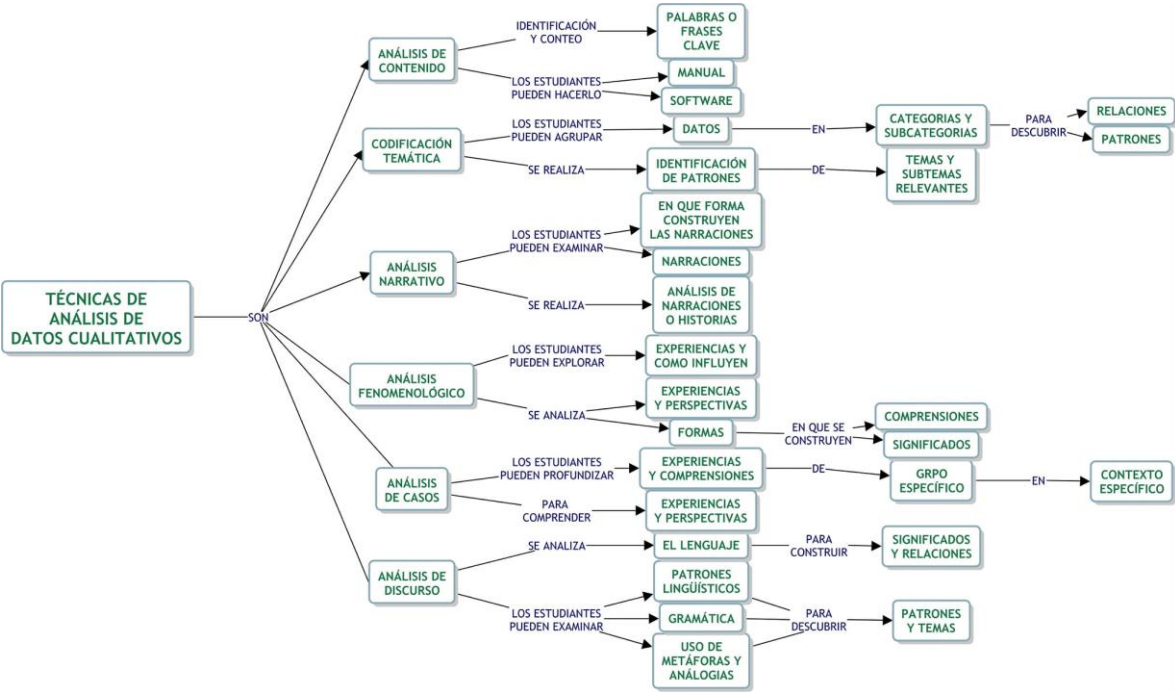 TÉCNICAS DE
ANÁLISIS DE
DATOS CUALITATIVOS
SON
ANÁLISIS DE
CONTENIDO
IDENTIFICACIÓN
Y CONTEO
PALABRAS O
FRASES
CLAVE
LOS ESTUDIANTES
PUEDEN HACERLO
MANUAL
SOFTWARE
CODIFICACIÓN
TEMÁTICA
LOS ESTUDIANTES
PUEDEN AGRUPAR
DATOS
EN
CATEGORIAS Y
SUBCATEGORIAS
PARA
DESCUBRIR
RELACIONES
PATRONES
SE REALIZA
IDENTIFICACIÓN
DE PATRONES
DE
TEMAS Y
SUBTEMAS
RELEVANTES
ANÁLISIS
NARRATIVO
LOS ESTUDIANTES
PUEDEN EXAMINAR
EN QUE FORMA
CONSTRUYEN
LAS NARRACIONES
NARRACIONES
SE REALIZA
ANÁLISIS DE
NARRACIONES
O HISTORIAS
ANÁLISIS
FENOMENOLÓGICO
LOS ESTUDIANTES
PUEDEN EXPLORAR
EXPERIENCIAS Y
COMO INFLUYEN
SE ANALIZA
EXPERIENCIAS
Y PERSPECTIVAS
FORMAS
EN QUE SE
CONSTRUYEN
COMPRENSIONES
SIGNIFICADOS
ANÁLISIS
DE CASOS
LOS ESTUDIANTES
PUEDEN PROFUNDIZAR
EXPERIENCIAS
Y COMPRENSIONES
DE
GRPO
ESPECÍFICO
EN
CONTEXTO
ESPECÍFICO
PARA
COMPRENDER
EXPERIENCIAS
Y PERSPECTIVAS
ANÁLISIS DE
DISCURSO
SE ANALIZA
EL LENGUAJE
PARA
CONSTRUIR
SIGNIFICADOS
Y RELACIONES
LOS ESTUDIANTES
PUEDEN EXAMINAR
PATRONES
LINGÜÍSTICOS
GRAMÁTICA
USO DE
METÁFORAS Y
ANÁLOGIAS
PARA
DESCUBRIR
PATRONES
Y TEMAS